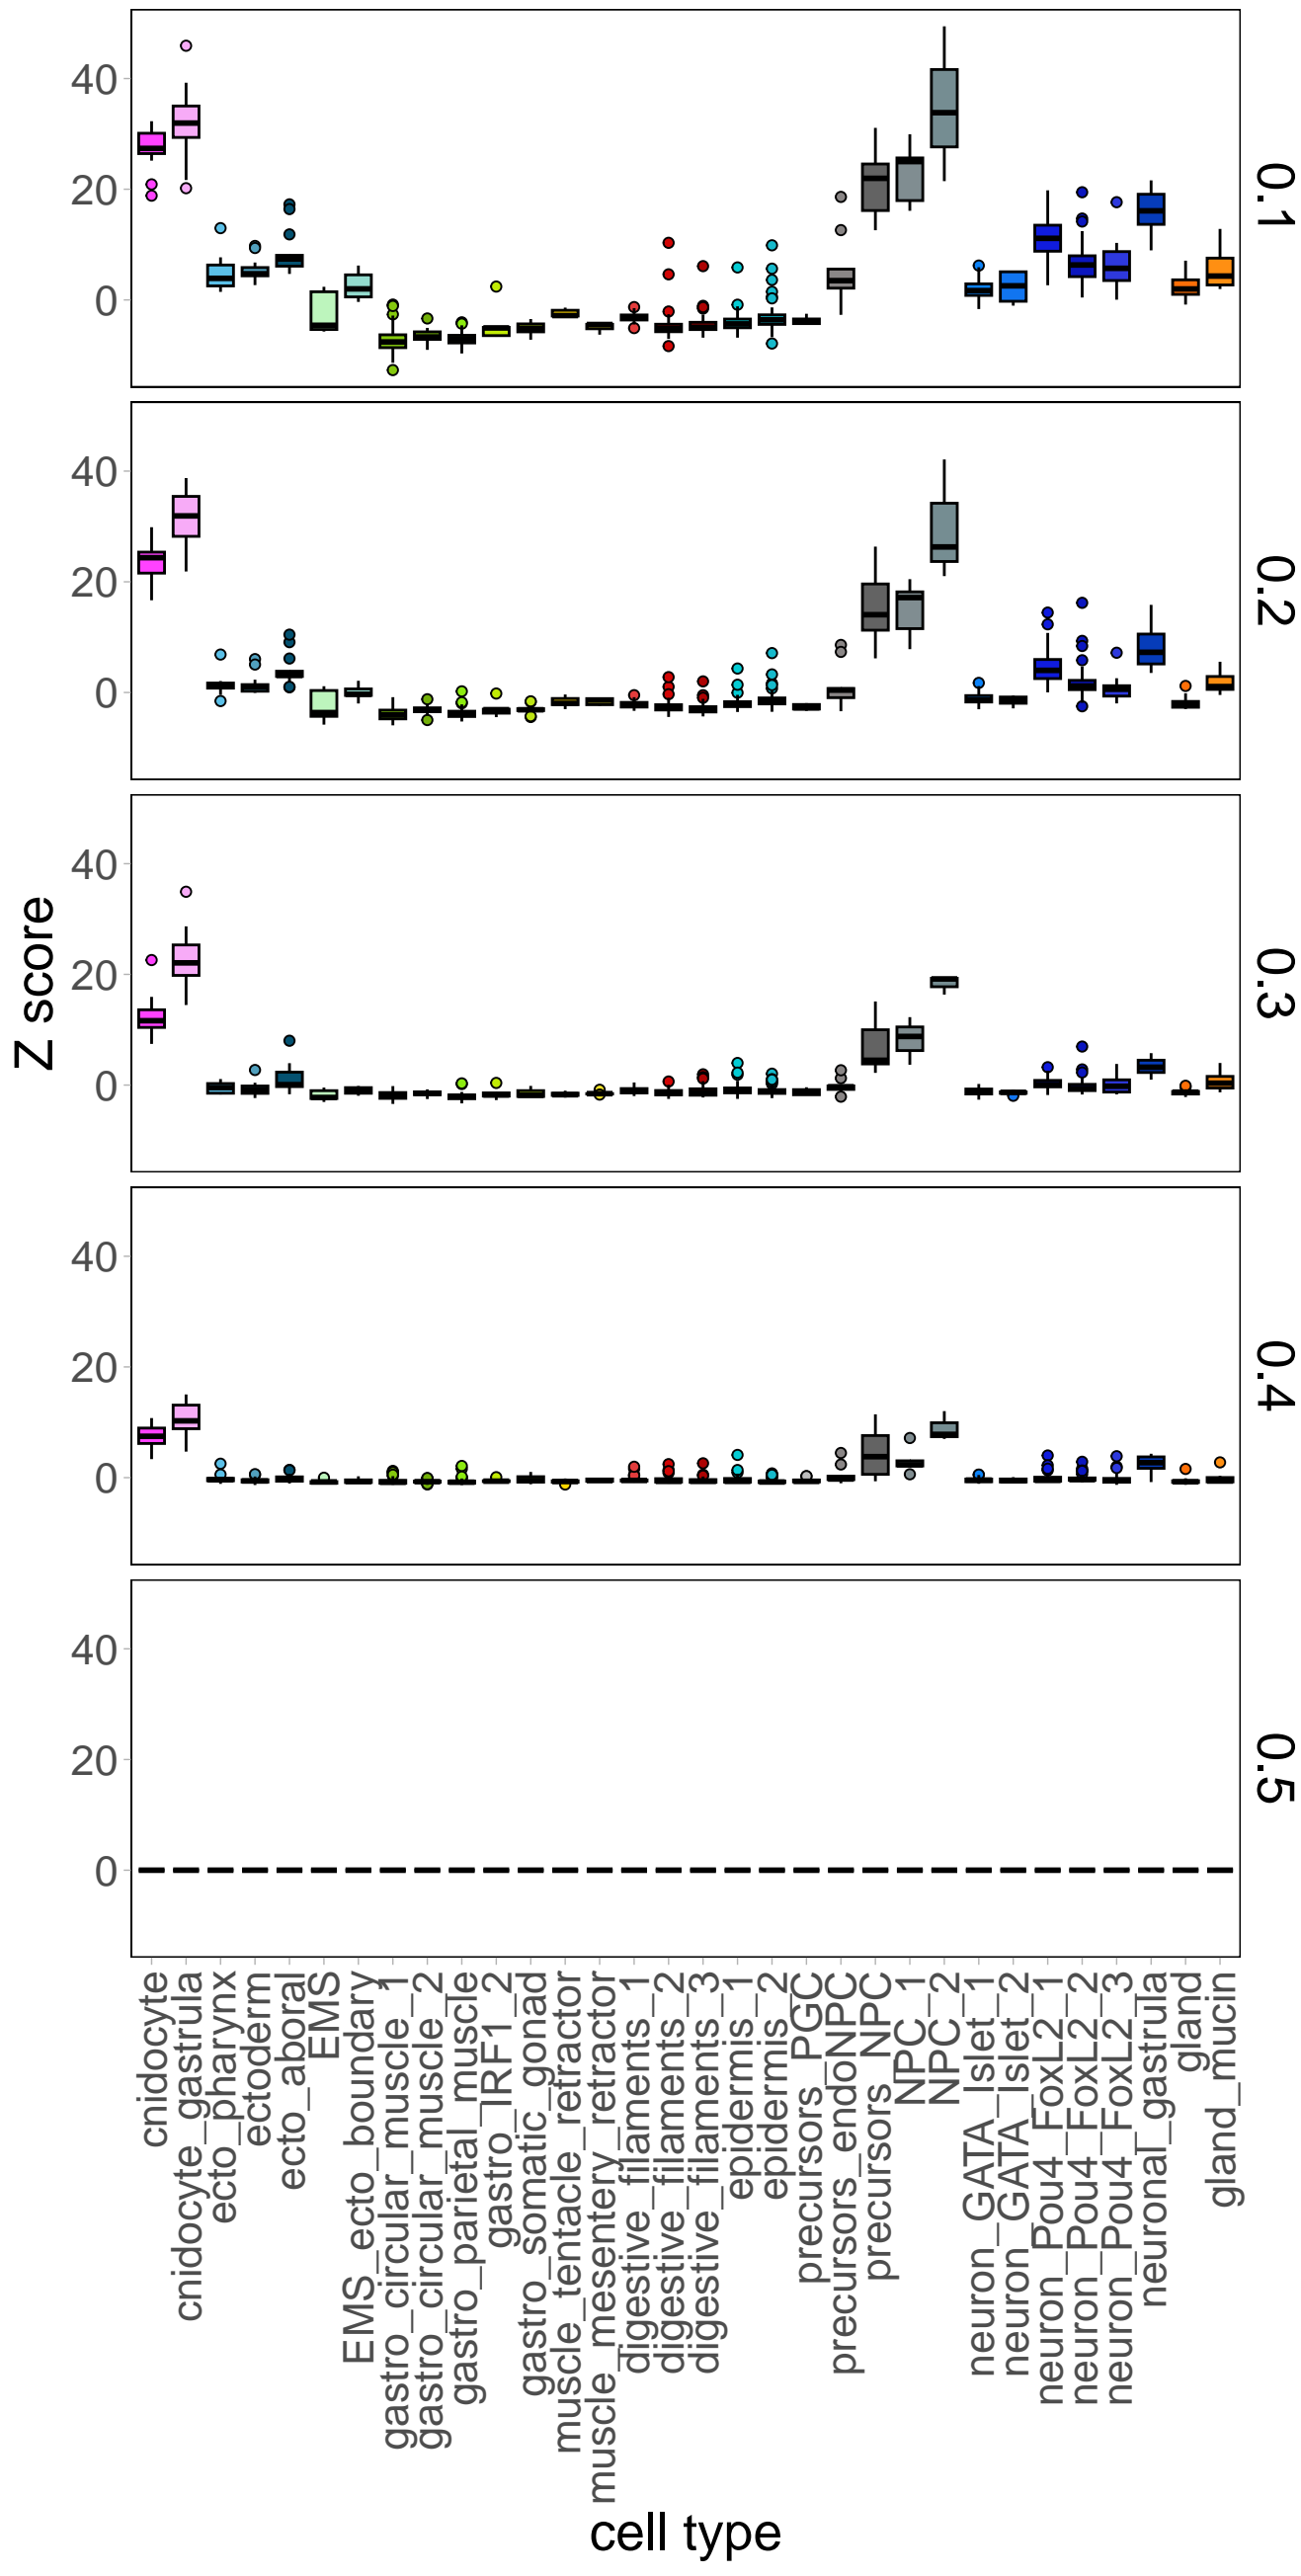 40
20
0
0.1
40
20
0
0.2
40
20
0
0.3
40
20
0
0.4
40
20
0
0.5
Z score
cnidocyte
cnidocyte_gastrula
ecto_pharynx
ectoderm
ecto_aboral
EMS
EMS_ecto_boundary
gastro_circular_muscle_1
gastro_circular_muscle_2
gastro_parietal_muscle
gastro_IRF1_2
gastro_somatic_gonad
muscle_tentacle_retractor
muscle_mesentery_retractor
digestive_filaments_1
digestive_filaments_2
digestive_filaments_3
epidermis_1
epidermis_2
precursors_PGC
precursors_endoNPC
precursors_NPC
NPC_1
NPC_2
neuron_GATA_Islet_1
neuron_GATA_Islet_2
neuron_Pou4_FoxL2_1
neuron_Pou4_FoxL2_2
neuron_Pou4_FoxL2_3
neuronal_gastrula
gland
gland_mucin
cell type